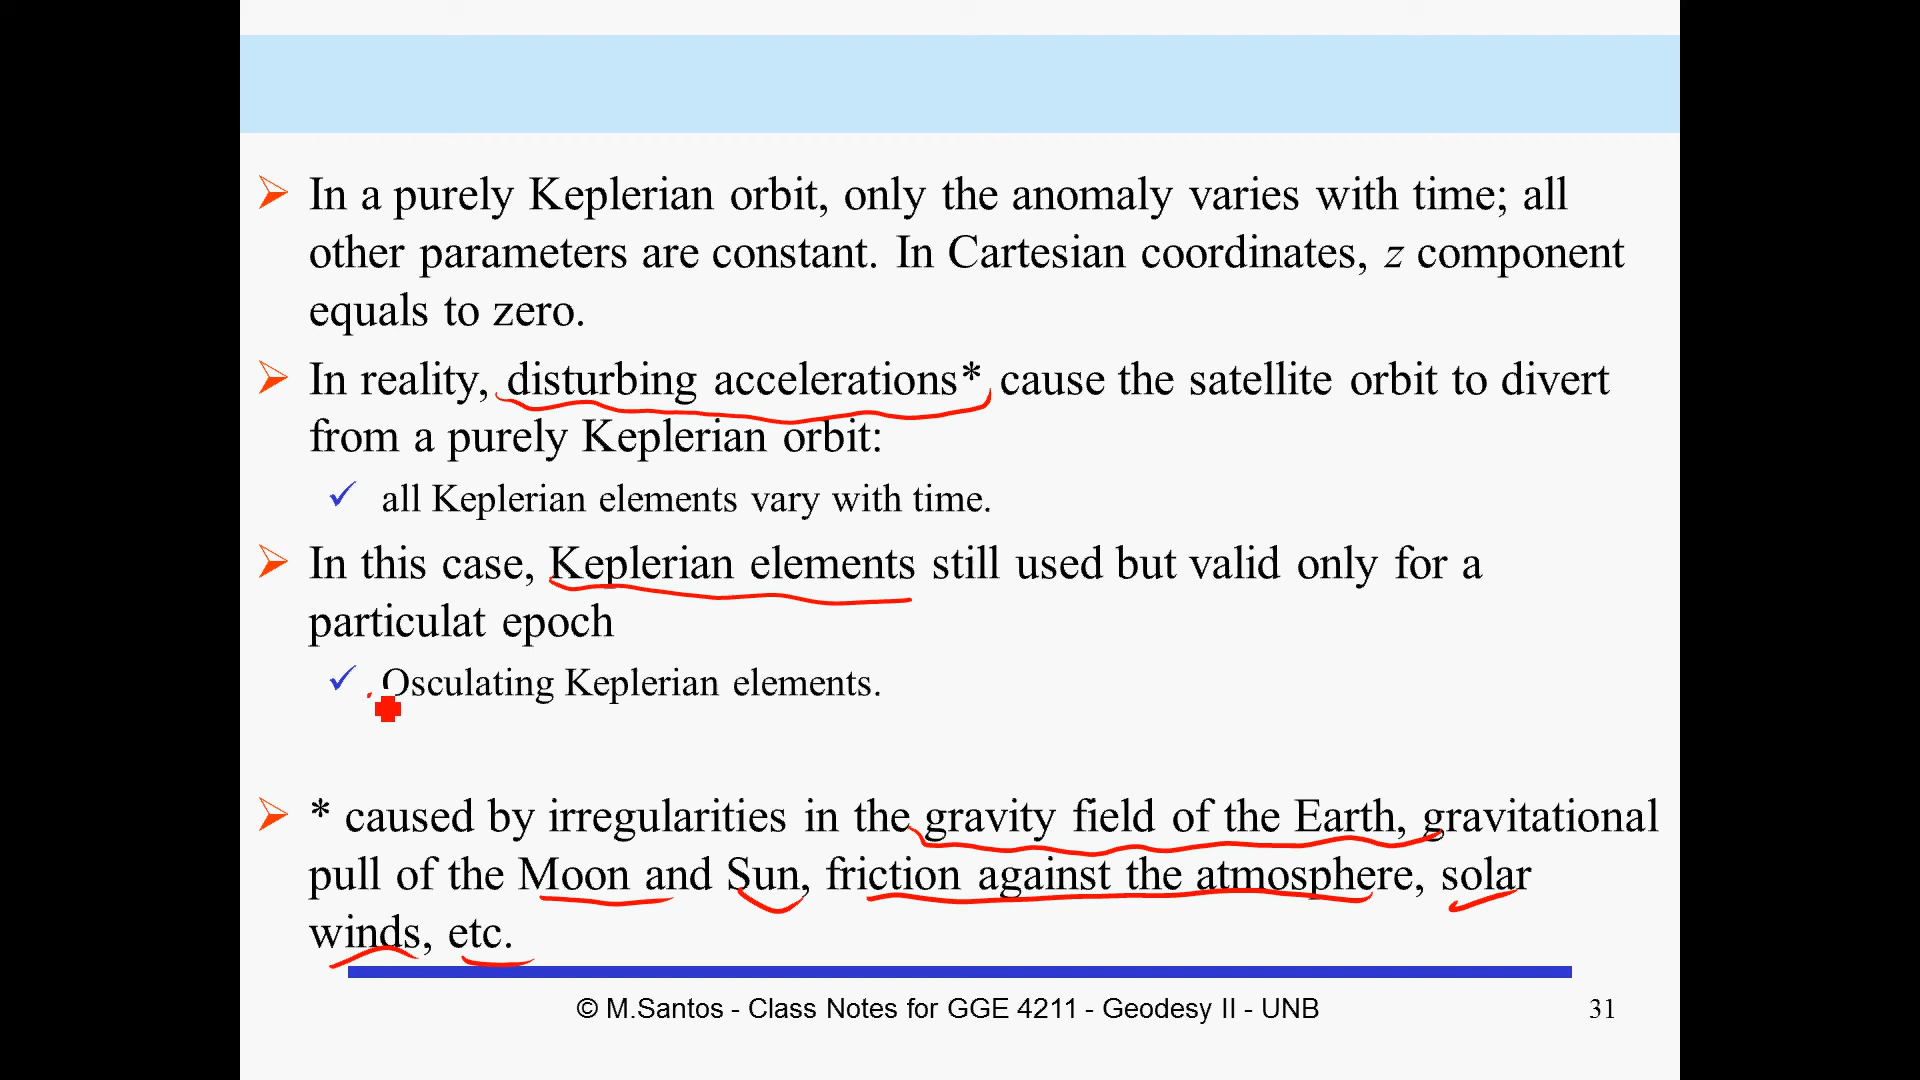 In a purely Keplerian orbit, only the anomaly varies with time; all
other parameters are constant. In Cartesian coordinates, z component
equals to zero.
In reality, disturbing accelerations* cause the satellite orbit to divert
from a purely Keplerian orbit:
all Keplerian elements vary with time.
In this case, Keplerian elements still used but valid only for a
particulat epoch
Osculating Keplerian elements.
* caused by irregularities in the gravity field of the Earth, gravitational
pull of the Moon and Sun, friction against the atmosphere, solar
winds, etc.
© M.Santos - Class Notes for GGE 4211 - Geodesy II - UNB
31